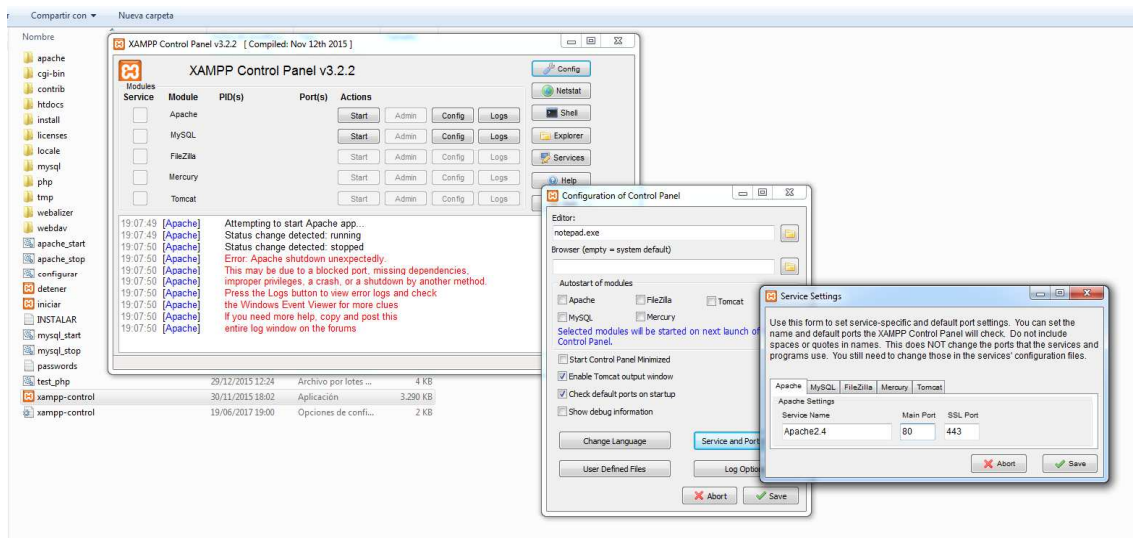 Compartir con ▾ Nueva carpeta
Nombre
apache
cgi-bin
contrib
htdocs
install
licenses
locale
mysql
php
tmp
webalizer
webdav
apache_start
apache_stop
configurar
detener
iniciar
INSTALAR
mysql_start
mysql_stop
passwords
test_php 29/12/2015 12:24 Archivo por lotes ... 4 KB
xampp-control 30/11/2015 18:02 Aplicación 3.290 KB
xampp-control 19/06/2017 19:00 Opciones de confi... 2 KB
XAMPP Control Panel v3.2.2 [ Compiled: Nov 12th 2015 ]
XAMPP Control Panel v3.2.2
Modules
Service Module PID(s) Port(s) Actions
Apache Start Admin Config Logs
MySQL Start Admin Config Logs
FileZilla Start Admin Config Logs
Mercury Start Admin Config Logs
Tomcat Start Admin Config Logs
Config
Netstat
Shell
Explorer
Services
Help
19:07:49 [Apache] Attempting to start Apache app...
19:07:49 [Apache] Status change detected: running
19:07:50 [Apache] Status change detected: stopped
19:07:50 [Apache] Error: Apache shutdown unexpectedly.
19:07:50 [Apache] This may be due to a blocked port, missing dependencies,
19:07:50 [Apache] improper privileges, a crash, or a shutdown by another method.
19:07:50 [Apache] Press the Logs button to view error logs and check
19:07:50 [Apache] the Windows Event Viewer for more clues
19:07:50 [Apache] If you need more help, copy and post this
19:07:50 [Apache] entire log window on the forums
Configuration of Control Panel
Editor:
notepad.exe
Browser (empty = system default)
Autostart of modules
Apache FileZilla Tomcat
MySQL Mercury
Selected modules will be started on next launch of
Control Panel.
Start Control Panel Minimized
Enable Tomcat output window
Check default ports on startup
Show debug information
Change Language Service and Port
User Defined Files Log Optio
Abort Save
Service Settings
Use this form to set service-specific and default port settings. You can set the
name and default ports the XAMPP Control Panel will check. Do not include
spaces or quotes in names. This does NOT change the ports that the services and
programs use. You still need to change those in the services' configuration files.
Apache MySQL FileZilla Mercury Tomcat
Apache Settings
Service Name Main Port SSL Port
Apache2.4 80 443
Abort Save